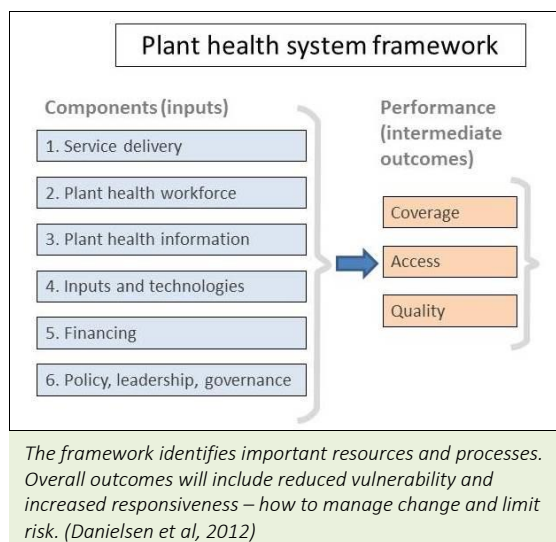 Plant health system framework
Components (inputs)
1. Service delivery
2. Plant health workforce
3. Plant health information
4. Inputs and technologies
5. Financing
6. Policy, leadership, governance
Performance
(intermediate
outcomes)
Coverage
Access
Quality
The framework identifies important resources and processes.
Overall outcomes will include reduced vulnerability and
increased responsiveness – how to manage change and limit
risk. (Danielsen et al, 2012)